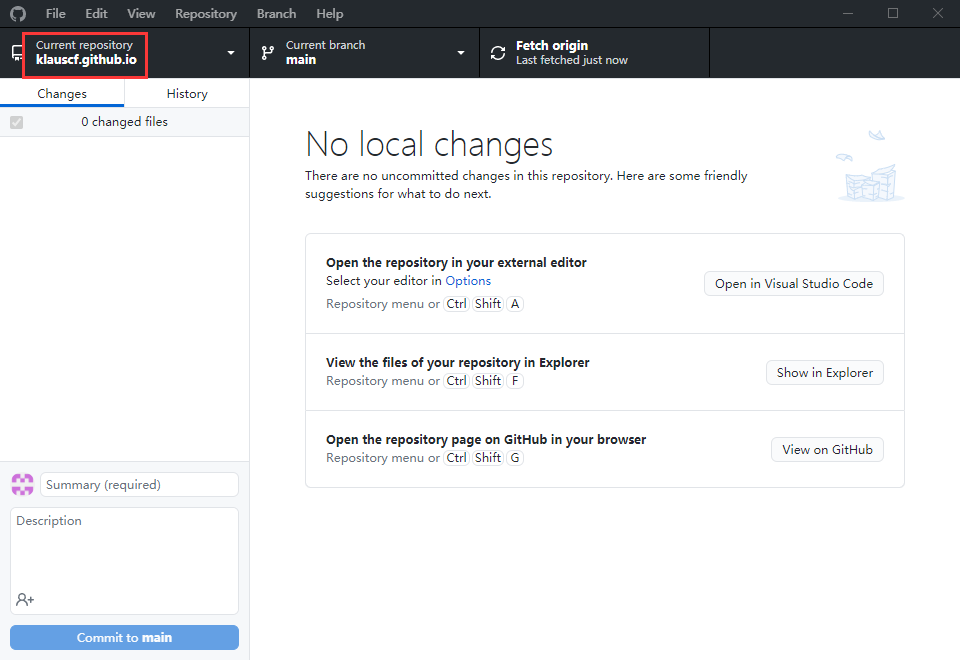 File Edit View Repository Branch Help
Current repository
klauscf.github.io
Current branch
main
Fetch origin
Last fetched just now
Changes History
0 changed files
No local changes
There are no uncommitted changes in this repository. Here are some friendly
suggestions for what to do next.
Open the repository in your external editor
Select your editor in Options
Repository menu or Ctrl Shift A
Open in Visual Studio Code
View the files of your repository in Explorer
Repository menu or Ctrl Shift F
Show in Explorer
Open the repository page on GitHub in your browser
Repository menu or Ctrl Shift G
View on GitHub
Summary (required)
Description
Commit to main